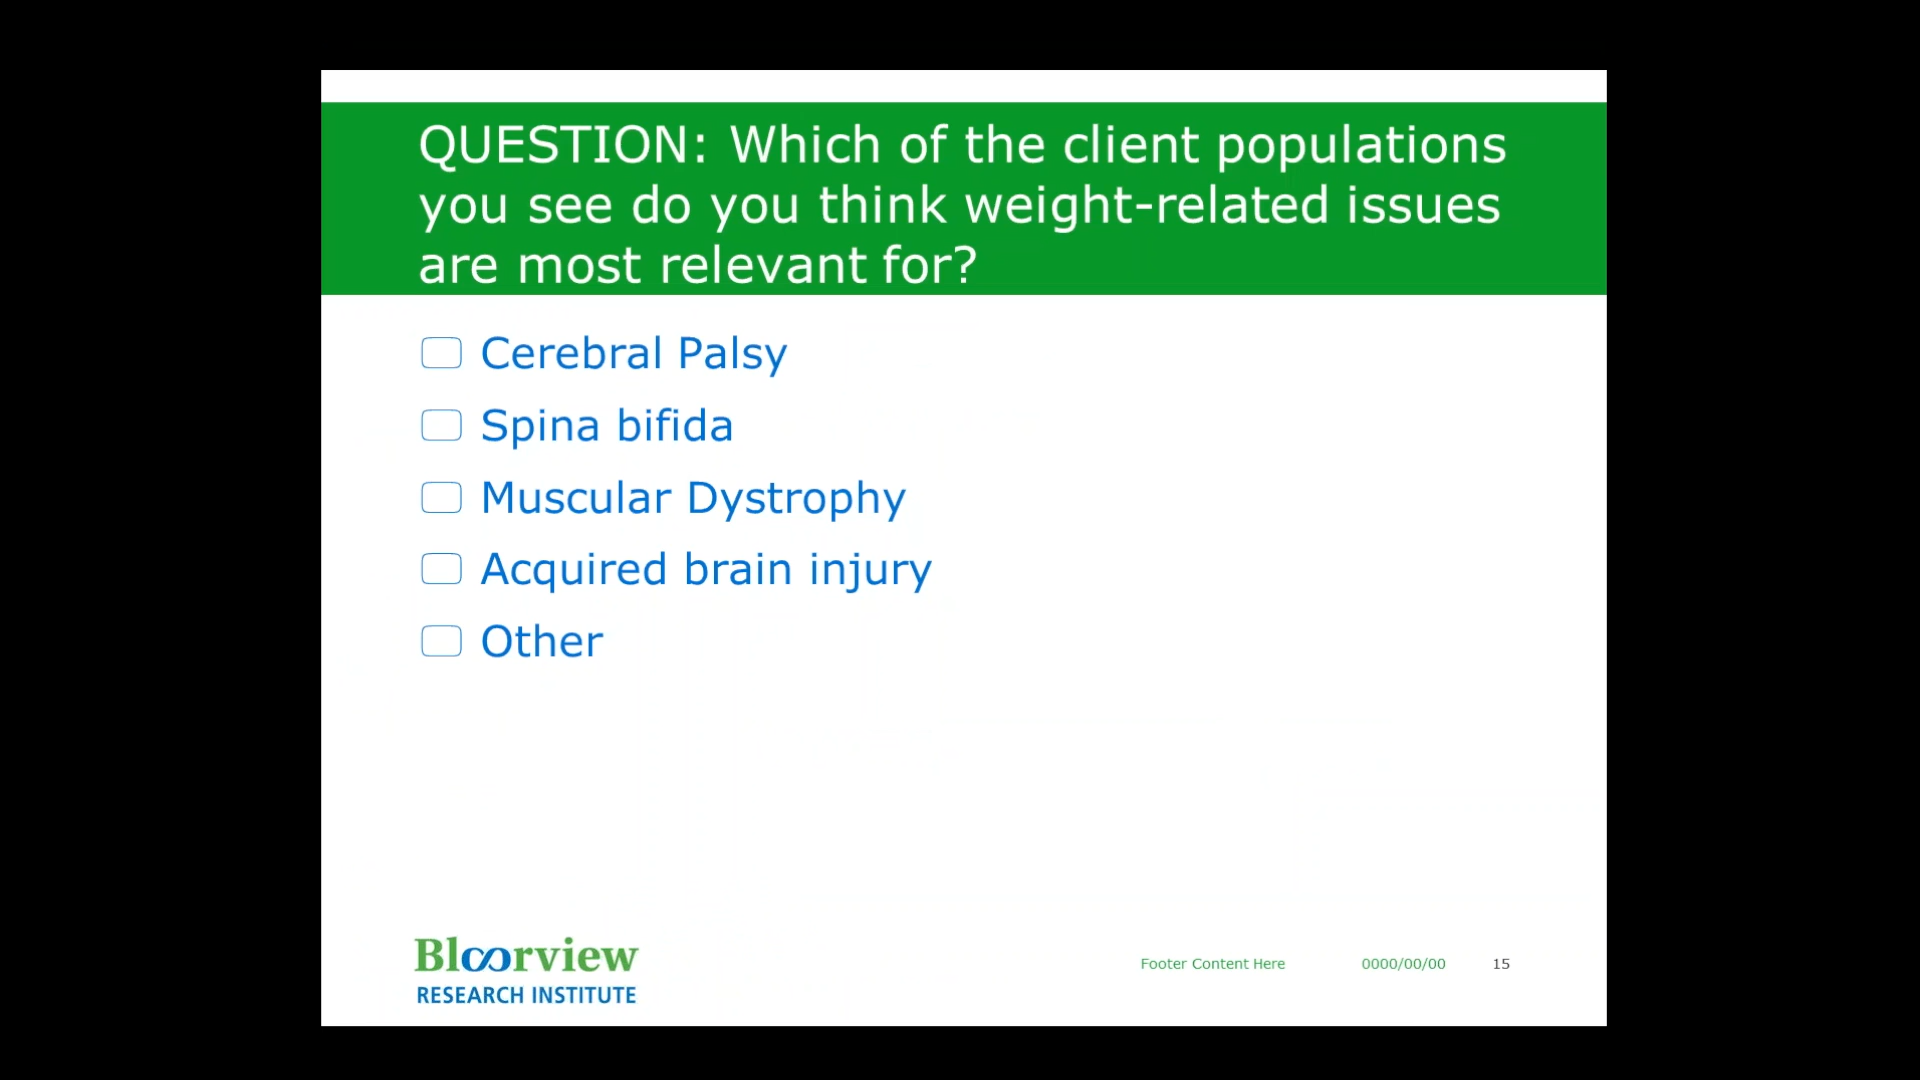 QUESTION: Which of the client populations
you see do you think weight-related issues
are most relevant for?
Cerebral Palsy
Spina bifida
Muscular Dystrophy
Acquired brain injury
Other
Bloorview
RESEARCH INSTITUTE
Footer Content Here 0000/00/00 15